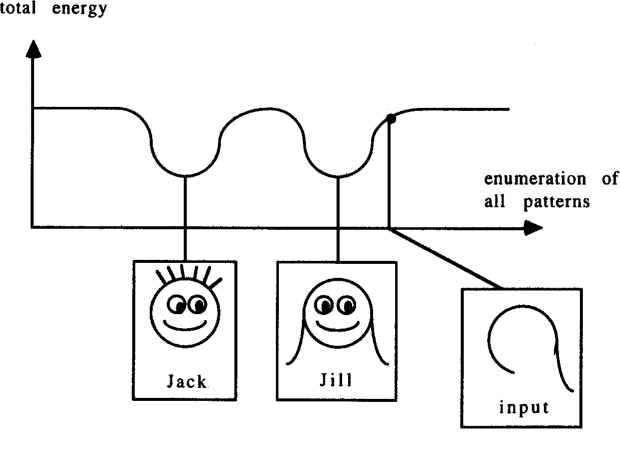 total energy
enumeration of
all patterns
Jack
Jill
input